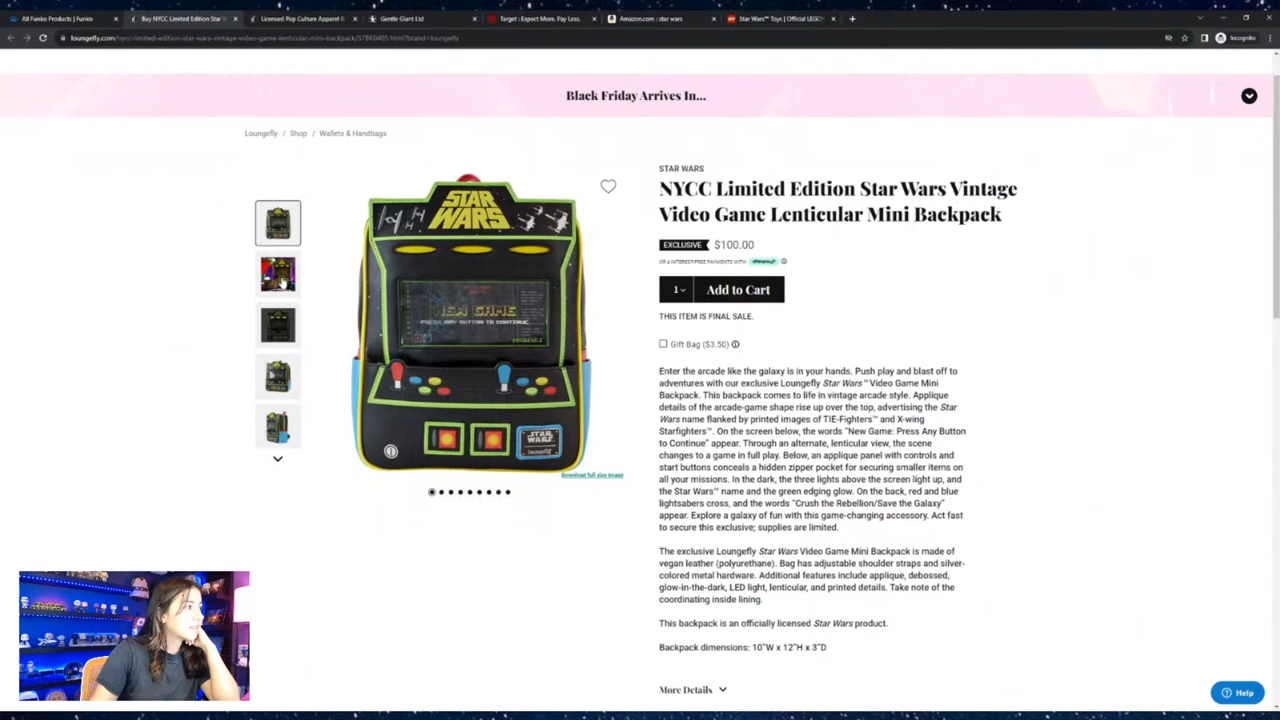 All Funko Products | Funko
Buy NYCC Limited Edition Star W
Licensed Pop Culture Apparel &
Gentle Giant Ltd
Target : Expect More. Pay Less.
Amazon.com : star wars
Star Wars™ Toys | Official LEGO®
loungefly.com/nycc-limited-edition-star-wars-vintage-video-game-lenticular-mini-backpack/STBK0405.html?brand=loungefly
Incognito
Black Friday Arrives In...
Loungefly / Shop / Wallets & Handbags
STAR WARS
NYCC Limited Edition Star Wars Vintage
Video Game Lenticular Mini Backpack
EXCLUSIVE $100.00
OR 4 INTEREST-FREE PAYMENTS WITH afterpay
1 Add to Cart
THIS ITEM IS FINAL SALE.
Gift Bag ($3.50)
Enter the arcade like the galaxy is in your hands. Push play and blast off to
adventures with our exclusive Loungefly Star Wars™ Video Game Mini
Backpack. This backpack comes to life in vintage arcade style. Applique
details of the arcade-game shape rise up over the top, advertising the Star
Wars name flanked by printed images of TIE-Fighters™ and X-wing
Starfighters™. On the screen below, the words "New Game: Press Any Button
to Continue" appear. Through an alternate, lenticular view, the scene
changes to a game in full play. Below, an applique panel with controls and
start buttons conceals a hidden zipper pocket for securing smaller items on
all your missions. In the dark, the three lights above the screen light up, and
the Star Wars™ name and the green edging glow. On the back, red and blue
lightsabers cross, and the words "Crush the Rebellion/Save the Galaxy"
appear. Explore a galaxy of fun with this game-changing accessory. Act fast
to secure this exclusive; supplies are limited.
The exclusive Loungefly Star Wars Video Game Mini Backpack is made of
vegan leather (polyurethane). Bag has adjustable shoulder straps and silver-
colored metal hardware. Additional features include applique, debossed,
glow-in-the-dark, LED light, lenticular, and printed details. Take note of the
coordinating inside lining.
This backpack is an officially licensed Star Wars product.
Backpack dimensions: 10"W x 12"H x 3"D
More Details
STAR
WARS
NEW GAME
PRESS ANY BUTTON TO CONTINUE
STAR
WARS
loungefly
Download full size image
Help